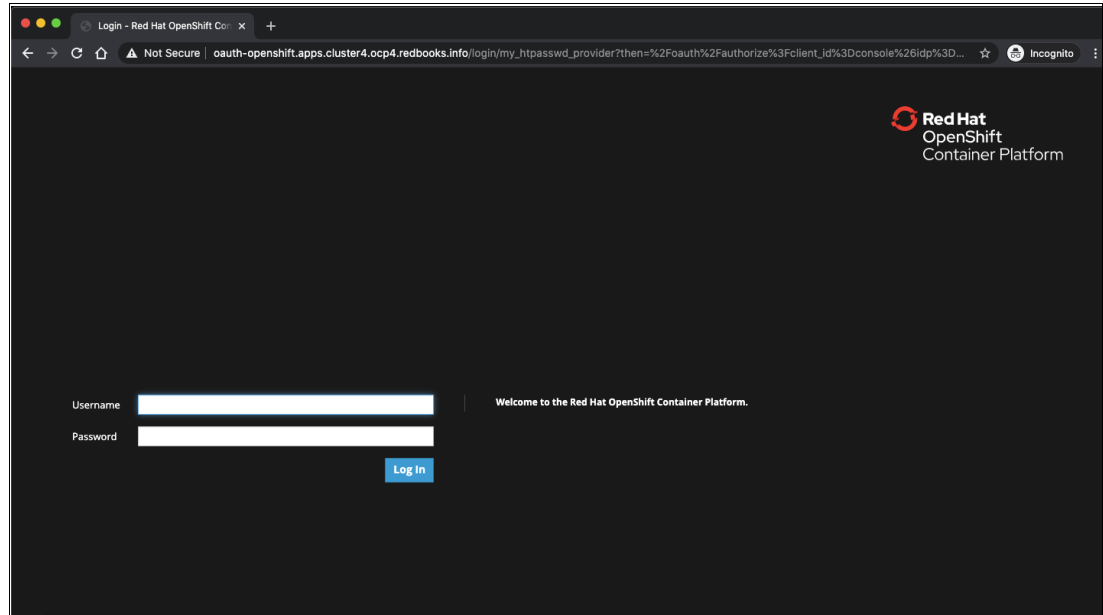 Login - Red Hat OpenShift Con
Not Secure oauth-openshift.apps.cluster4.ocp4.redbooks.info/login/my_htpasswd_provider?then=%2Foauth%2Fauthorize%3Fclient_id%3Dconsole%26idp%3D... Incognito
Red Hat
OpenShift
Container Platform
Username
Welcome to the Red Hat OpenShift Container Platform.
Password
Log In